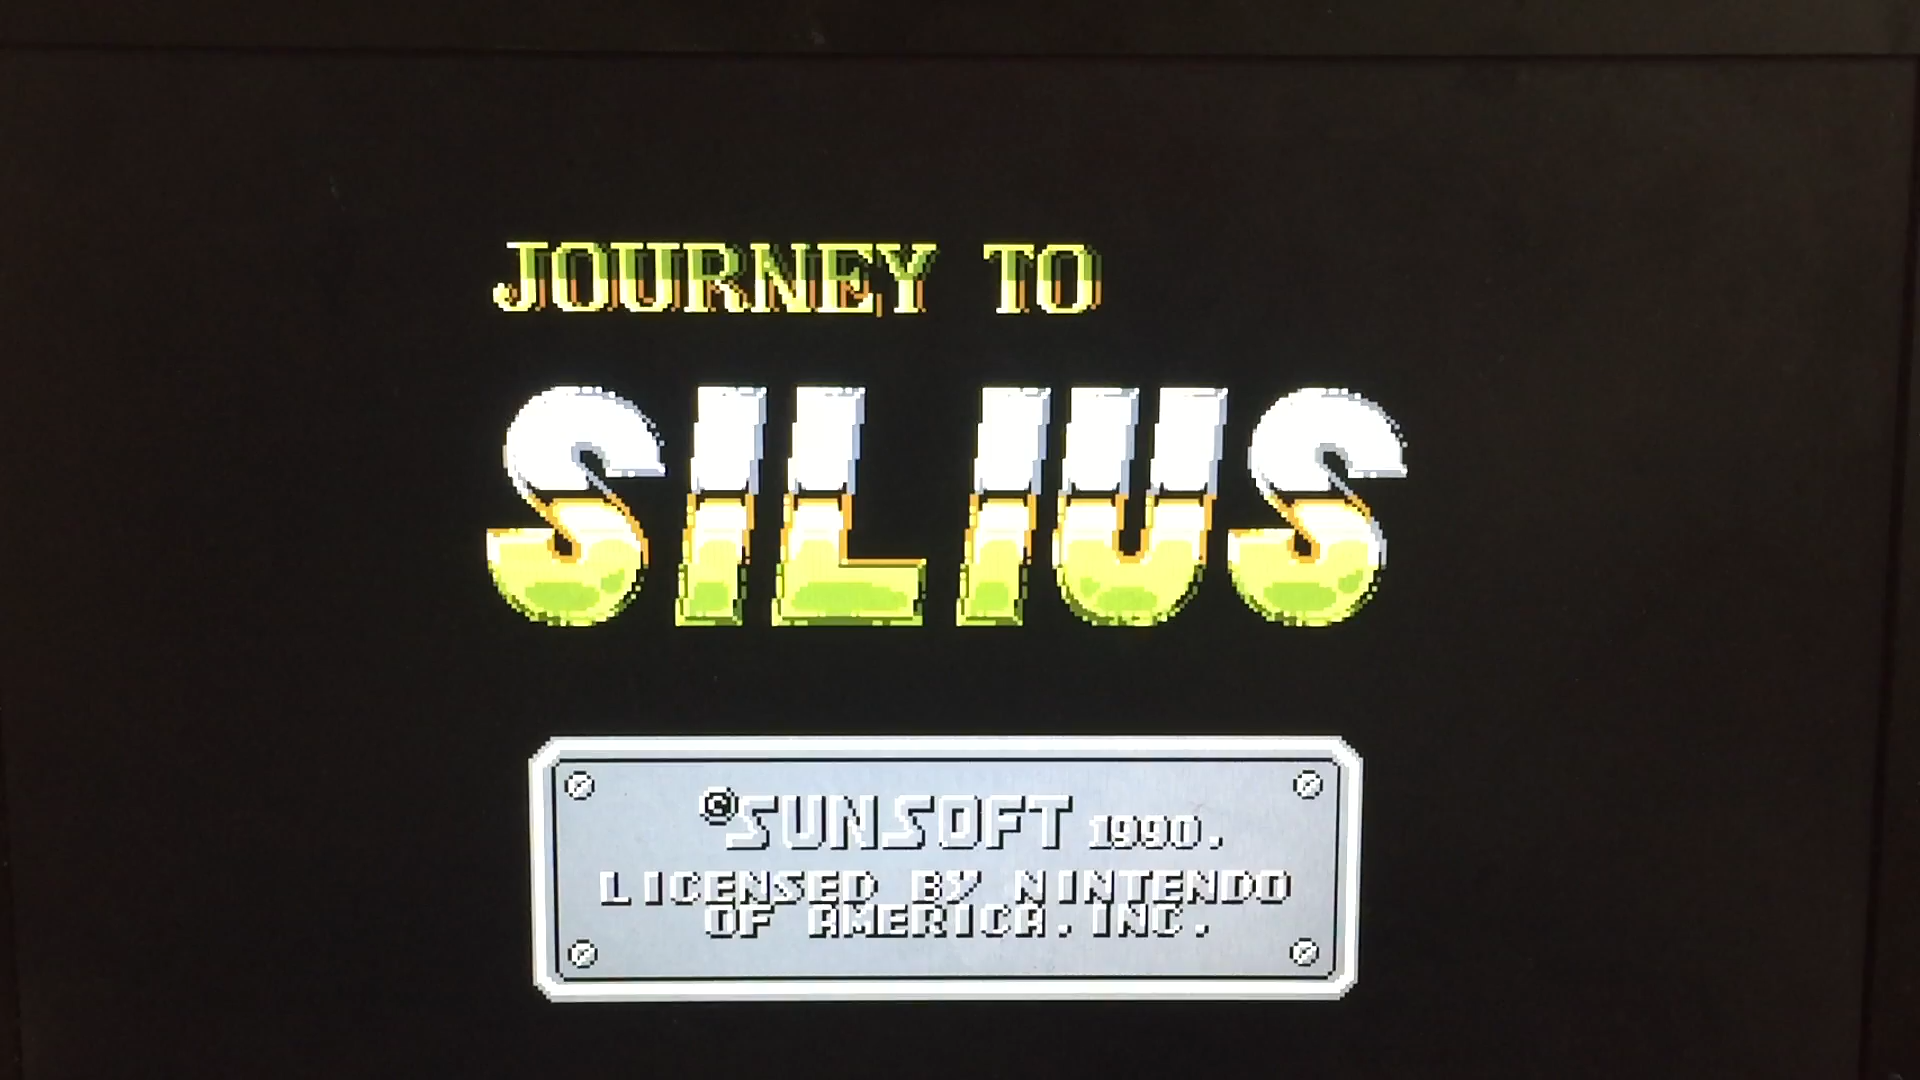 JOURNEY TO
SILIUS
©SUNSOFT 1990.
LICENSED BY NINTENDO
OF AMERICA. INC.